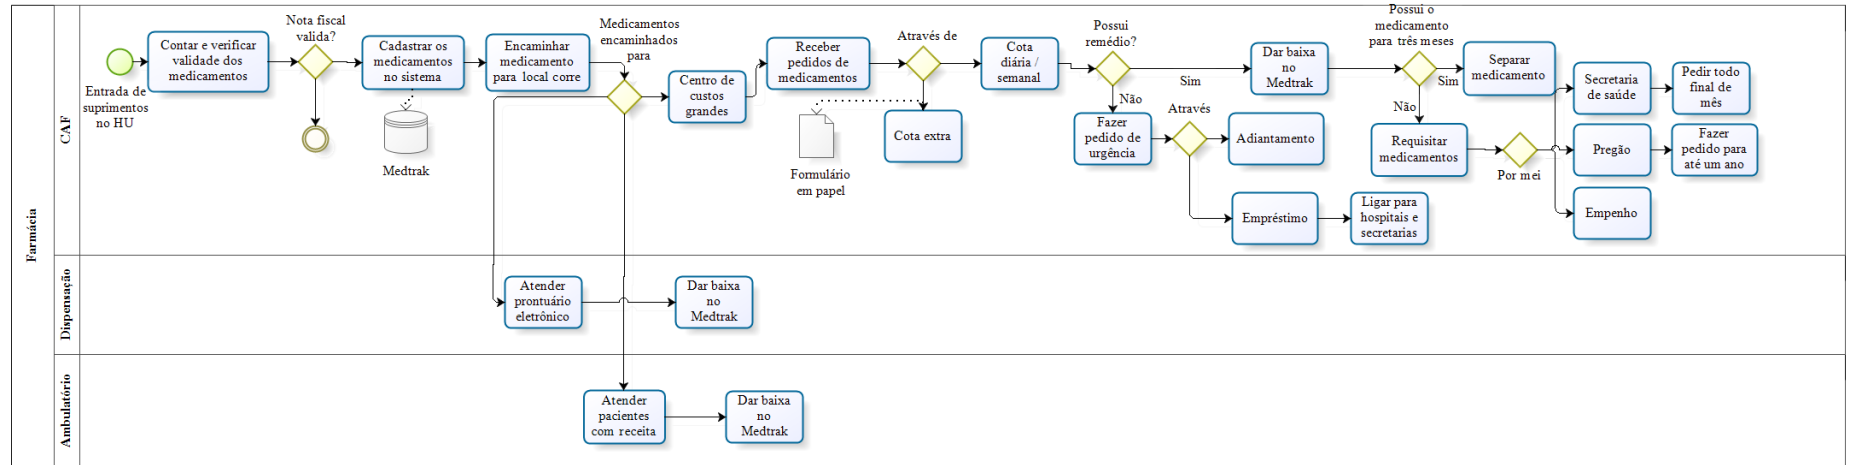 Farmácia
CAF
Entrada de
suprimentos
no HU
Contar e verificar
validade dos
medicamentos
Nota fiscal
valida?
Cadastrar os
medicamentos
no sistema
Medtrak
Encaminhar
medicamento
para local corre
Medicamentos
encaminhados
para
Centro de
custos
grandes
Receber
pedidos de
medicamentos
Formulário
em papel
Através de
Cota extra
Cota
diária /
semanal
Possui
remédio?
Sim
Não
Fazer
pedido de
urgência
Através
Adiantamento
Empréstimo
Ligar para
hospitais e
secretarias
Dar baixa
no
Medtrak
Possui o
medicamento
para três meses
Sim
Não
Separar
medicamento
Requisitar
medicamentos
Por mei
Secretaria
de saúde
Pedir todo
final de
mês
Pregão
Fazer
pedido para
até um ano
Empenho
Dispensação
Atender
prontuário
eletrônico
Dar baixa
no
Medtrak
Ambulatório
Atender
pacientes
com receita
Dar baixa
no
Medtrak